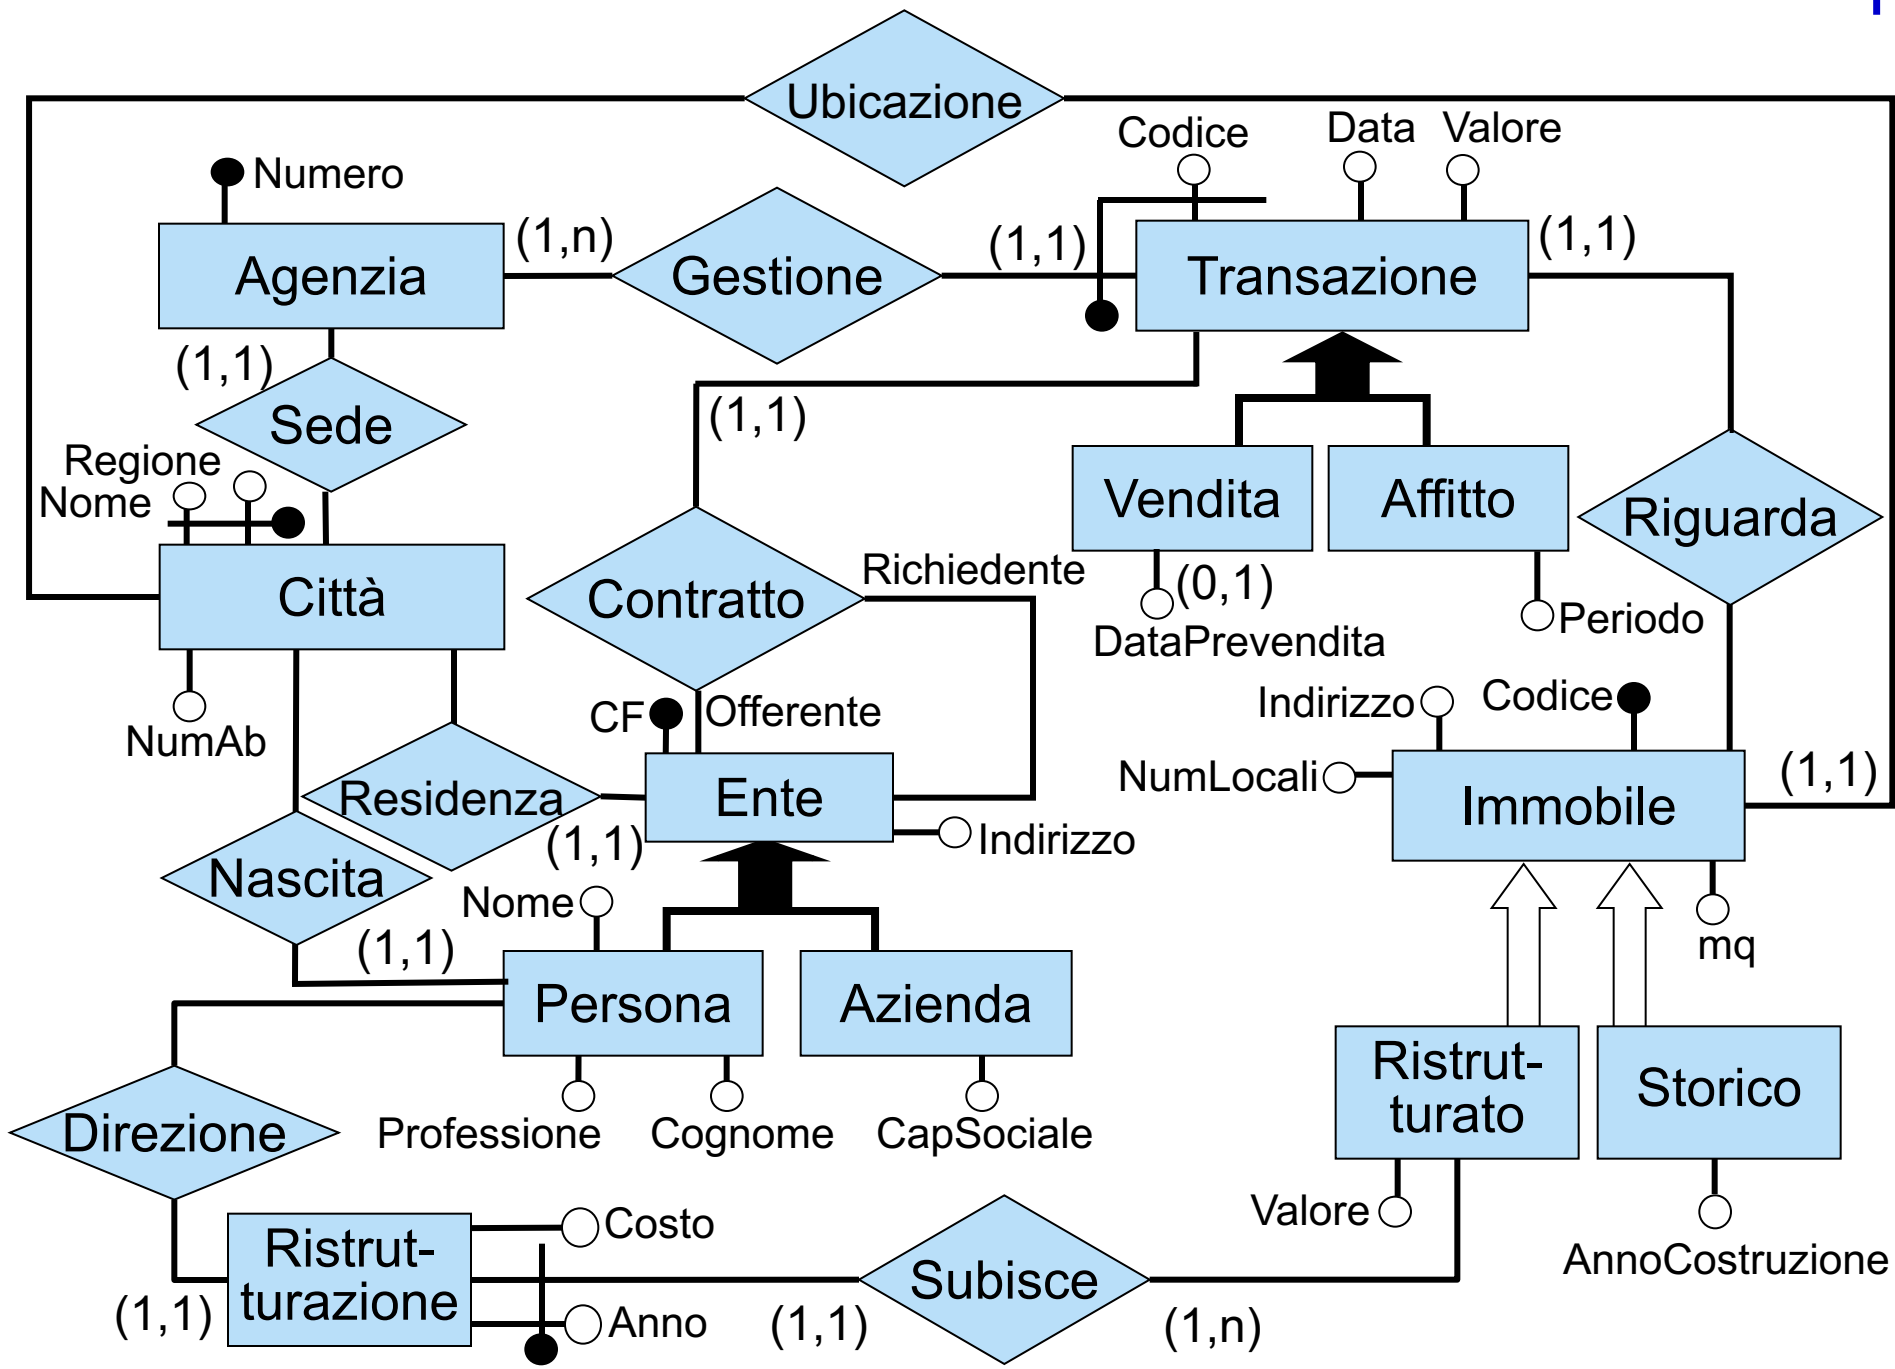 Ubicazione
Codice
Data
Valore
Numero
(1,n)
(1,1)
(1,1)
Agenzia
Gestione
Transazione
(1,1)
Sede
(1,1)
Regione
Nome
Vendita
Affitto
Riguarda
Richiedente
Città
Contratto
(0,1)
Periodo
DataPrevendita
Indirizzo
Codice
CF
Offerente
NumAb
NumLocali
(1,1)
Residenza
Ente
Immobile
(1,1)
Indirizzo
Nascita
Nome
(1,1)
mq
Persona
Azienda
Ristrut-
turato
Storico
Direzione
Professione
Cognome
CapSociale
Valore
Costo
AnnoCostruzione
Ristrut-
turazione
Subisce
(1,1)
Anno
(1,1)
(1,n)